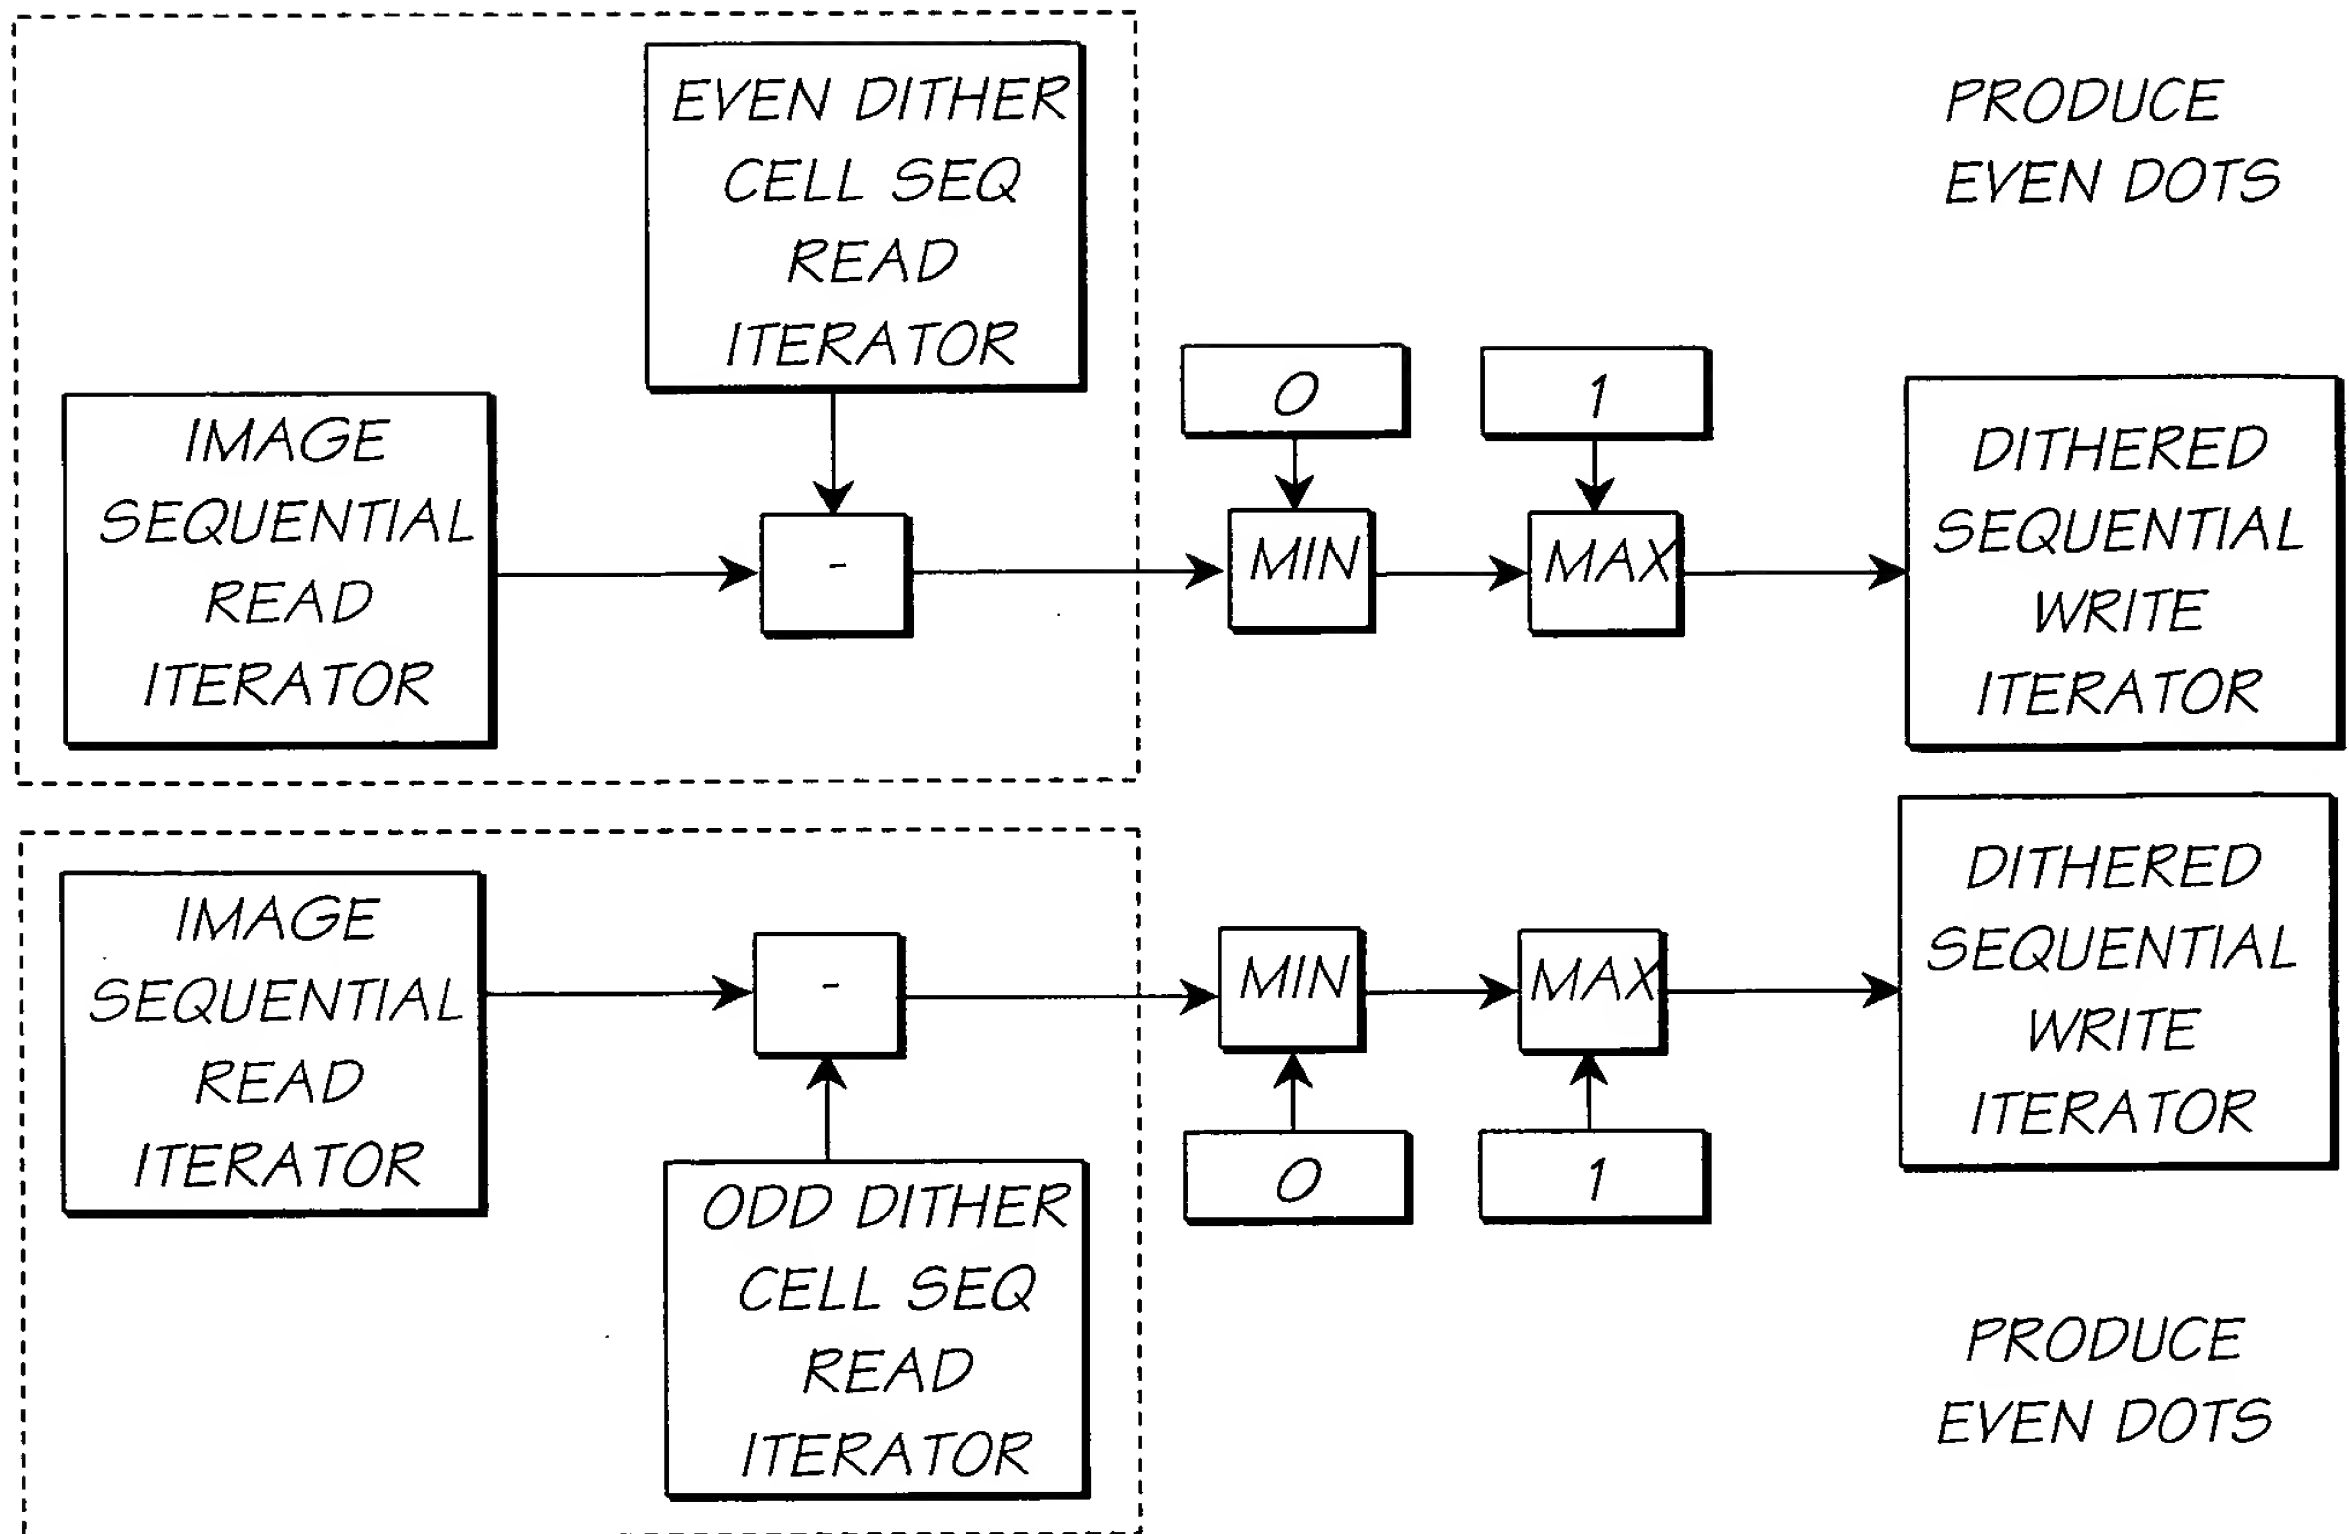 EVEN DITHER
CELL SEQ
READ
ITERATOR
PRODUCE
EVEN DOTS
IMAGE
SEQUENTIAL
READ
ITERATOR
-
0
MIN
1
MAX
DITHERED
SEQUENTIAL
WRITE
ITERATOR
IMAGE
SEQUENTIAL
READ
ITERATOR
-
MIN
MAX
DITHERED
SEQUENTIAL
WRITE
ITERATOR
ODD DITHER
CELL SEQ
READ
ITERATOR
0
1
PRODUCE
EVEN DOTS